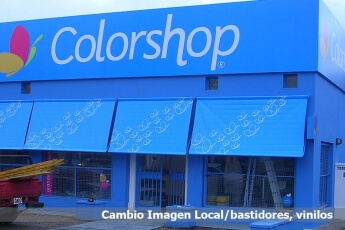 Colorshop
®
Cambio Imagen Local/bastidores, vinilos